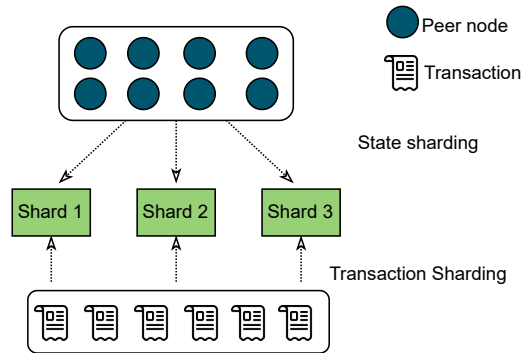 Peer node
Transaction
State sharding
Shard 1
Shard 2
Shard 3
Transaction Sharding